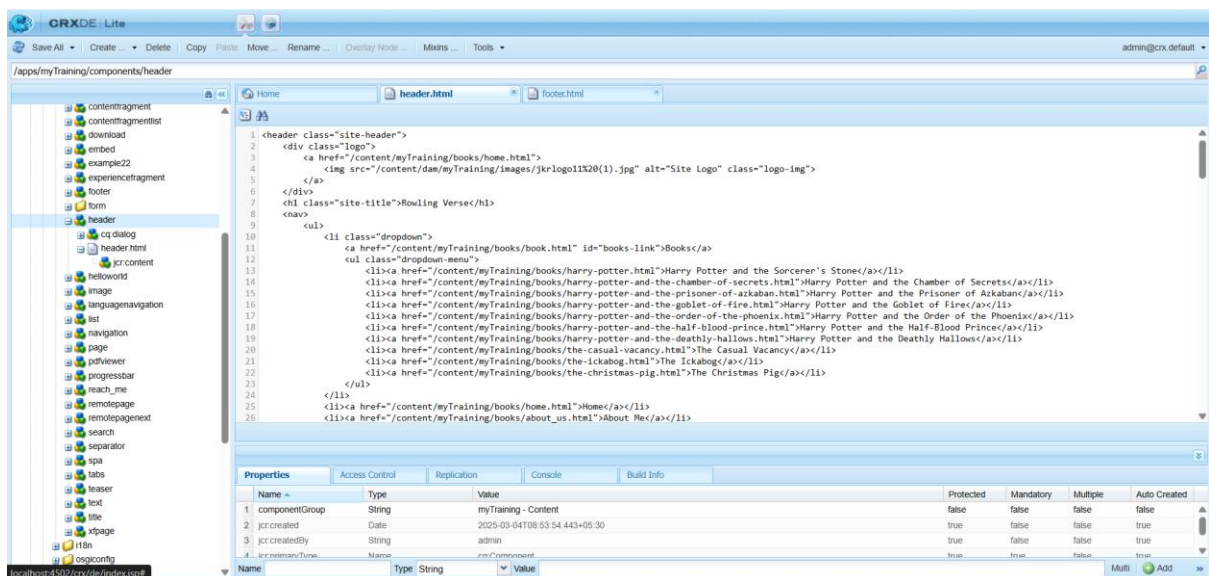 CRXDE Lite
Save All Create ... Delete Copy Paste Move ... Rename ... Overlay Node ... Mixins ... Tools admin@crx.default
/apps/myTraining/components/header
contentfragment
contentfragmentlist
download
embed
example22
experiencefragment
footer
form
header
cq:dialog
header.html
jcr:content
helloworld
image
languagenavigation
list
navigation
page
pdfviewer
progressbar
reach_me
remotepage
remotepagenext
search
separator
spa
tabs
teaser
text
title
xfpage
i18n
osgiconfig
localhost:4502/crx/de/index.jsp#
Home header.html footer.html
1 <header class="site-header">
2 <div class="logo">
3 <a href="/content/myTraining/books/home.html">
4 <img src="/content/dam/myTraining/images/jkrlogo11%20(1).jpg" alt="Site Logo" class="logo-img">
5 </a>
6 </div>
7 <h1 class="site-title">Rowling Verse</h1>
8 <nav>
9 <ul>
10 <li class="dropdown">
11 <a href="/content/myTraining/books/book.html" id="books-link">Books</a>
12 <ul class="dropdown-menu">
13 <li><a href="/content/myTraining/books/harry-potter.html">Harry Potter and the Sorcerer's Stone</a></li>
14 <li><a href="/content/myTraining/books/harry-potter-and-the-chamber-of-secrets.html">Harry Potter and the Chamber of Secrets</a></li>
15 <li><a href="/content/myTraining/books/harry-potter-and-the-prisoner-of-azkaban.html">Harry Potter and the Prisoner of Azkaban</a></li>
16 <li><a href="/content/myTraining/books/harry-potter-and-the-goblet-of-fire.html">Harry Potter and the Goblet of Fire</a></li>
17 <li><a href="/content/myTraining/books/harry-potter-and-the-order-of-the-phoenix.html">Harry Potter and the Order of the Phoenix</a></li>
18 <li><a href="/content/myTraining/books/harry-potter-and-the-half-blood-prince.html">Harry Potter and the Half-Blood Prince</a></li>
19 <li><a href="/content/myTraining/books/harry-potter-and-the-deathly-hallows.html">Harry Potter and the Deathly Hallows</a></li>
20 <li><a href="/content/myTraining/books/the-casual-vacancy.html">The Casual Vacancy</a></li>
21 <li><a href="/content/myTraining/books/the-ickabog.html">The Ickabog</a></li>
22 <li><a href="/content/myTraining/books/the-christmas-pig.html">The Christmas Pig</a></li>
23 </ul>
24 </li>
25 <li><a href="/content/myTraining/books/home.html">Home</a></li>
26 <li><a href="/content/myTraining/books/about_us.html">About Me</a></li>
Properties Access Control Replication Console Build Info
Name Type Value Protected Mandatory Multiple Auto Created
1 componentGroup String myTraining - Content false false false false
2 jcr:created Date 2025-03-04T08:53:54.443+05:30 true false false true
3 jcr:createdBy String admin true false false true
4 jcr:primaryType Name cq:Component true true false true
Name Type String Value Multi Add